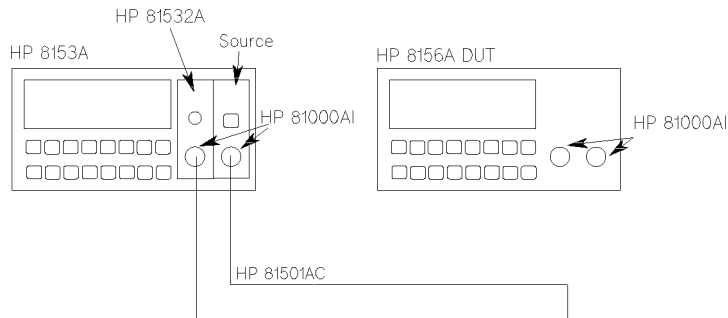 HP 81532A
Source
HP 8153A
HP 8156A DUT
HP 81000AI
HP 81000AI
HP 81501AC